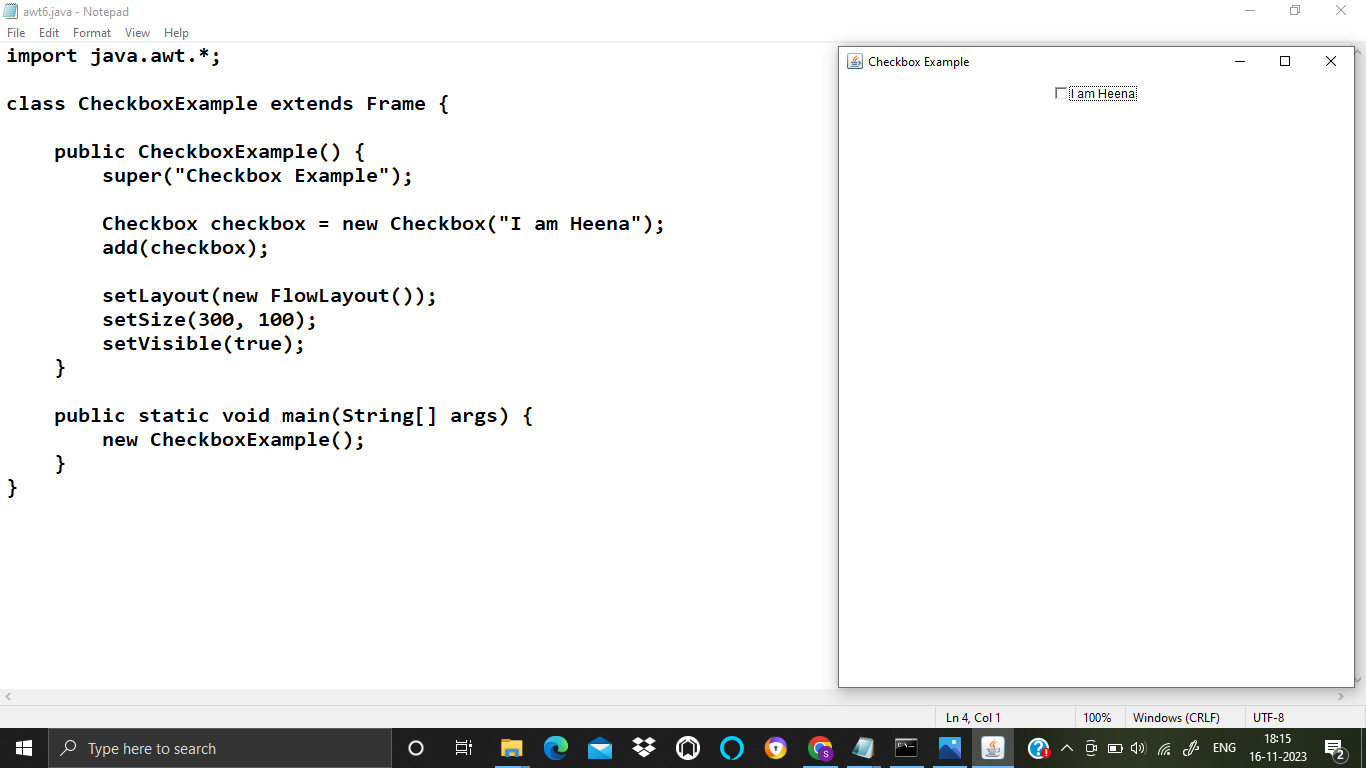 awt6.java - Notepad
File Edit Format View Help
import java.awt.*;
class CheckboxExample extends Frame {
public CheckboxExample() {
super("Checkbox Example");
Checkbox checkbox = new Checkbox("I am Heena");
add(checkbox);
setLayout(new FlowLayout());
setSize(300, 100);
setVisible(true);
}
public static void main(String[] args) {
new CheckboxExample();
}
}
Checkbox Example
I am Heena
Ln 4, Col 1
100%
Windows (CRLF)
UTF-8
Type here to search
S
ENG
18:15
16-11-2023
2